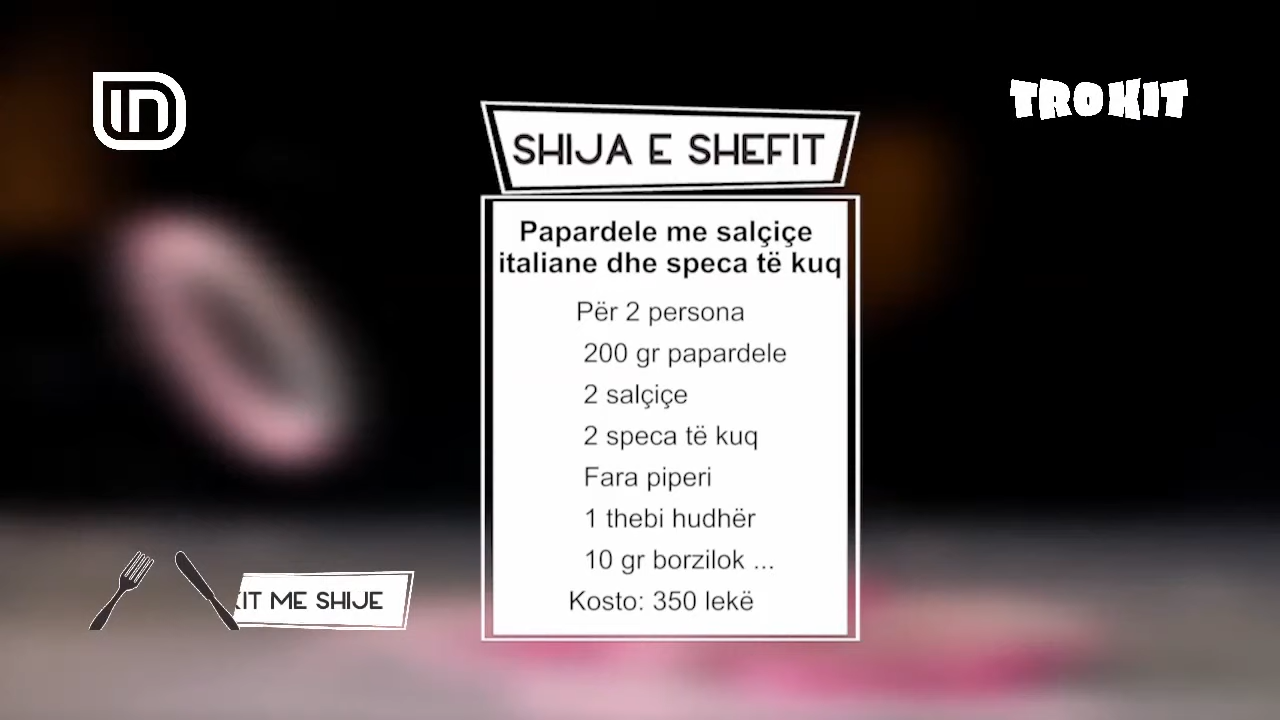 IN
TROKIT
SHIJA E SHEFIT
Papardele me salçiçe
italiane dhe speca të kuq
Për 2 persona
200 gr papardele
2 salçiçe
2 speca të kuq
Fara piperi
1 thebi hudhër
10 gr borzilok ...
Kosto: 350 lekë
KIT ME SHIJE